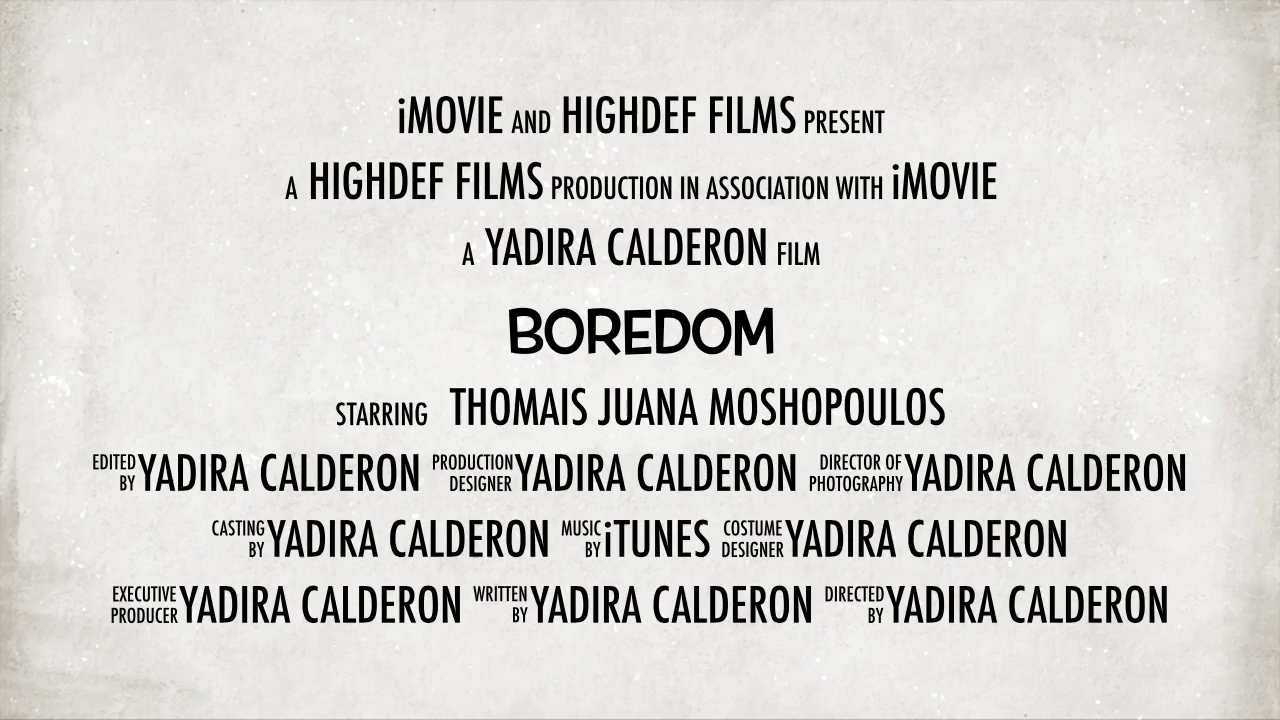 iMOVIE AND HIGHDEF FILMS PRESENT
A HIGHDEF FILMS PRODUCTION IN ASSOCIATION WITH iMOVIE
A YADIRA CALDERON FILM
BOREDOM
STARRING THOMAIS JUANA MOSHOPOULOS
EDITED BY YADIRA CALDERON PRODUCTION DESIGNER YADIRA CALDERON DIRECTOR OF PHOTOGRAPHY YADIRA CALDERON
CASTING BY YADIRA CALDERON MUSIC BY iTUNES COSTUME DESIGNER YADIRA CALDERON
EXECUTIVE PRODUCER YADIRA CALDERON WRITTEN BY YADIRA CALDERON DIRECTED BY YADIRA CALDERON